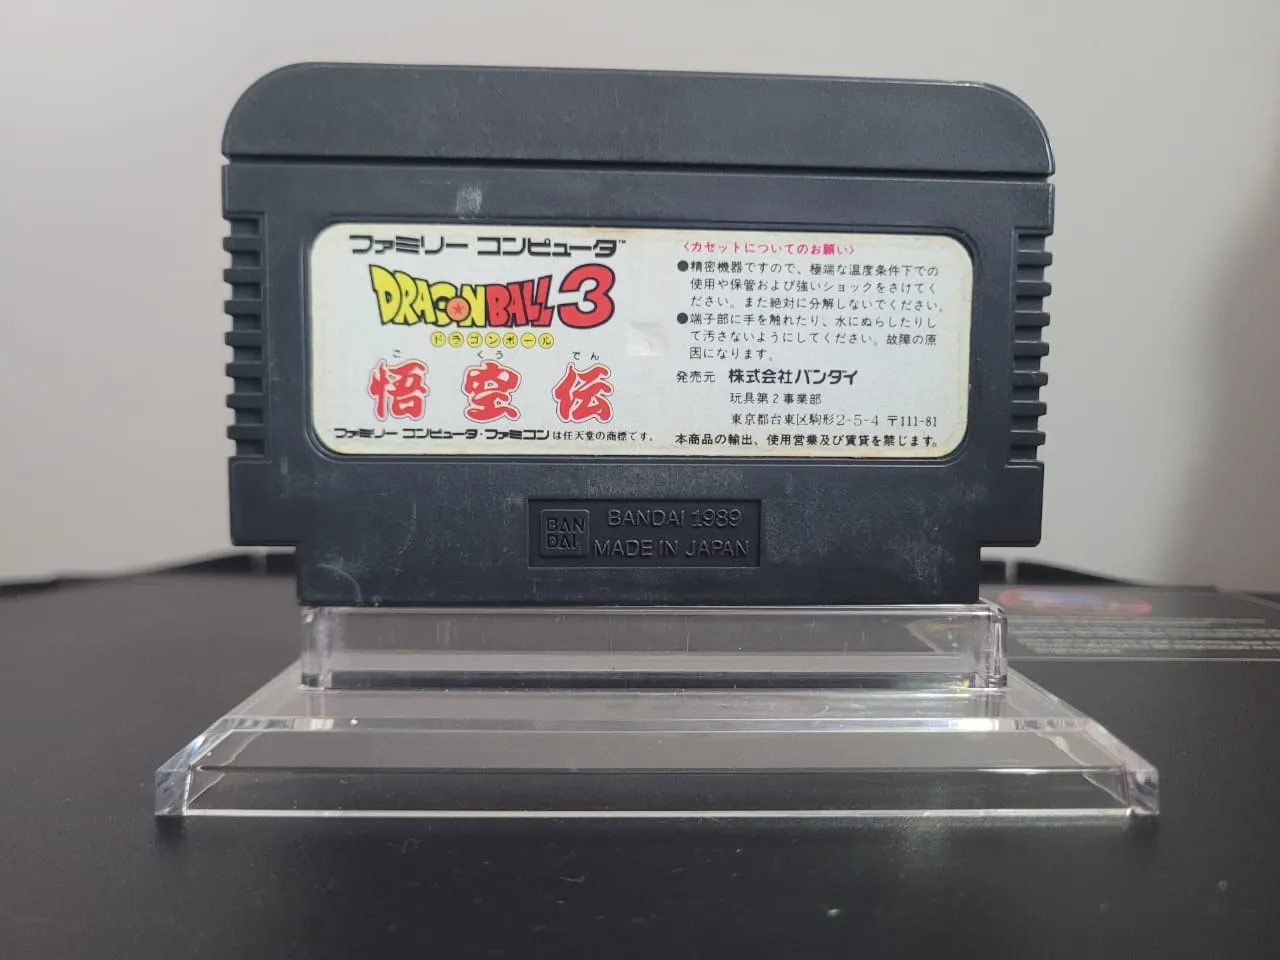 ファミリー コンピュータ™
DRAGON BALL 3
ドラゴンボール
ごくうでん
悟空伝
ファミリー コンピュータ・ファミコンは任天堂の商標です。
〈カセットについてのお願い〉
●精密機器ですので、極端な温度条件下での
使用や保管および強いショックをさけてく
ださい。また絶対に分解しないでください。
●端子部に手を触れたり、水にぬらしたりし
て汚さないようにしてください。故障の原
因になります。
発売元 株式会社バンダイ
玩具第2事業部
東京都台東区駒形2-5-4 〒111-81
本商品の輸出、使用営業及び賃貸を禁じます。
BAN
DAI
BANDAI 1989
MADE IN JAPAN